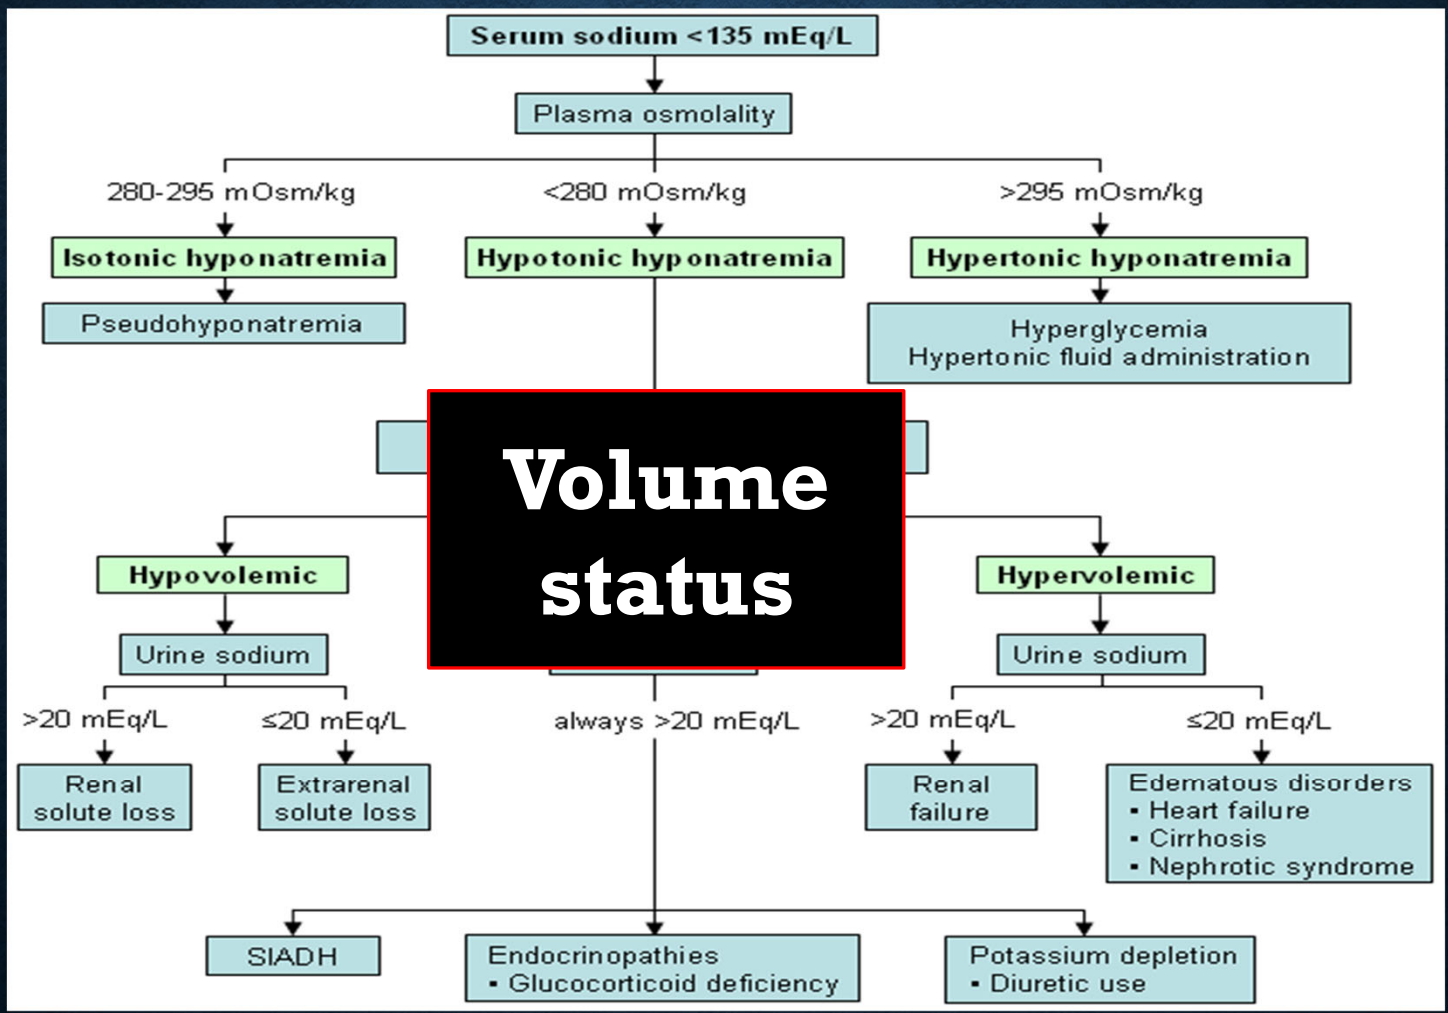 Serum sodium <135 mEq/L
Plasma osmolality
280-295 mOsm/kg
<280 mOsm/kg
>295 mOsm/kg
Isotonic hyponatremia
Hypotonic hyponatremia
Hypertonic hyponatremia
Pseudohyponatremia
Hyperglycemia
Hypertonic fluid administration
Volume
status
Hypovolemic
Hypervolemic
Urine sodium
Urine sodium
>20 mEq/L
≤20 mEq/L
always >20 mEq/L
>20 mEq/L
≤20 mEq/L
Renal
solute loss
Extrarenal
solute loss
Renal
failure
Edematous disorders
▪ Heart failure
▪ Cirrhosis
▪ Nephrotic syndrome
SIADH
Endocrinopathies
▪ Glucocorticoid deficiency
Potassium depletion
▪ Diuretic use